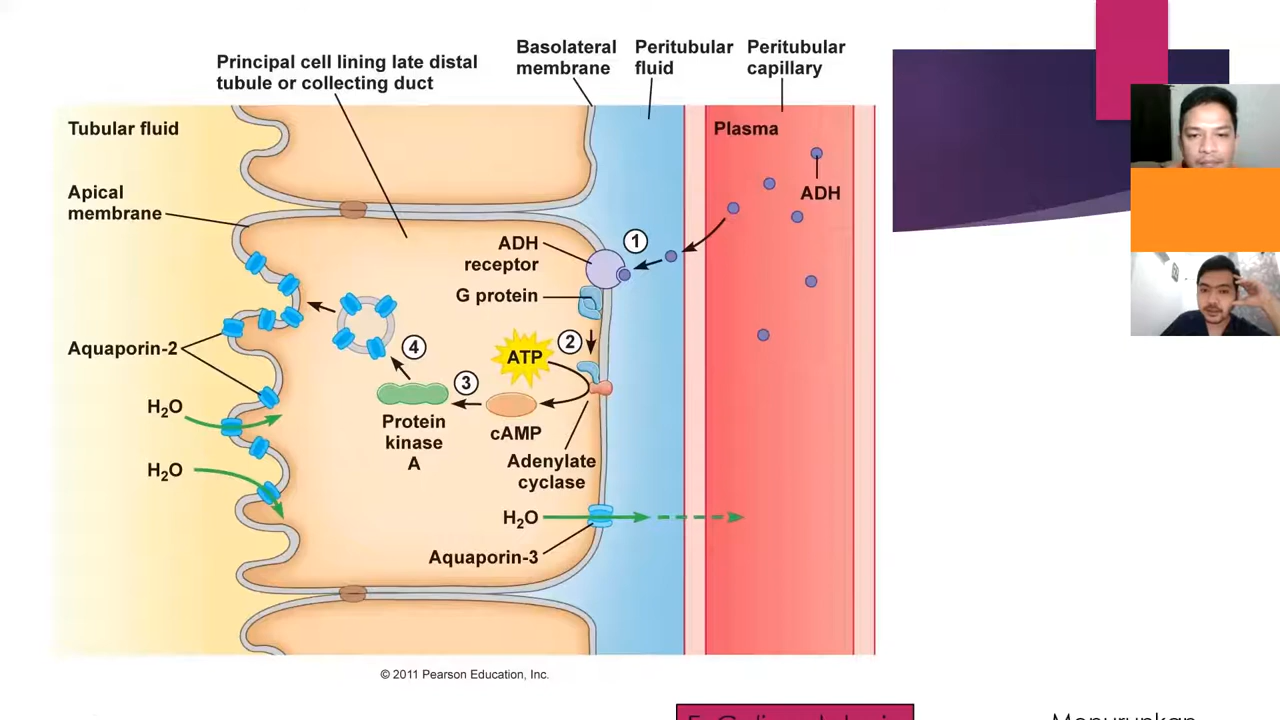 Principal cell lining late distal
tubule or collecting duct
Basolateral
membrane
Peritubular
fluid
Peritubular
capillary
Tubular fluid
Plasma
Apical
membrane
ADH
ADH
receptor
1
G protein
Aquaporin-2
ATP
2
4
3
H2O
Protein
kinase
A
cAMP
Adenylate
cyclase
H2O
H2O
Aquaporin-3
© 2011 Pearson Education, Inc.